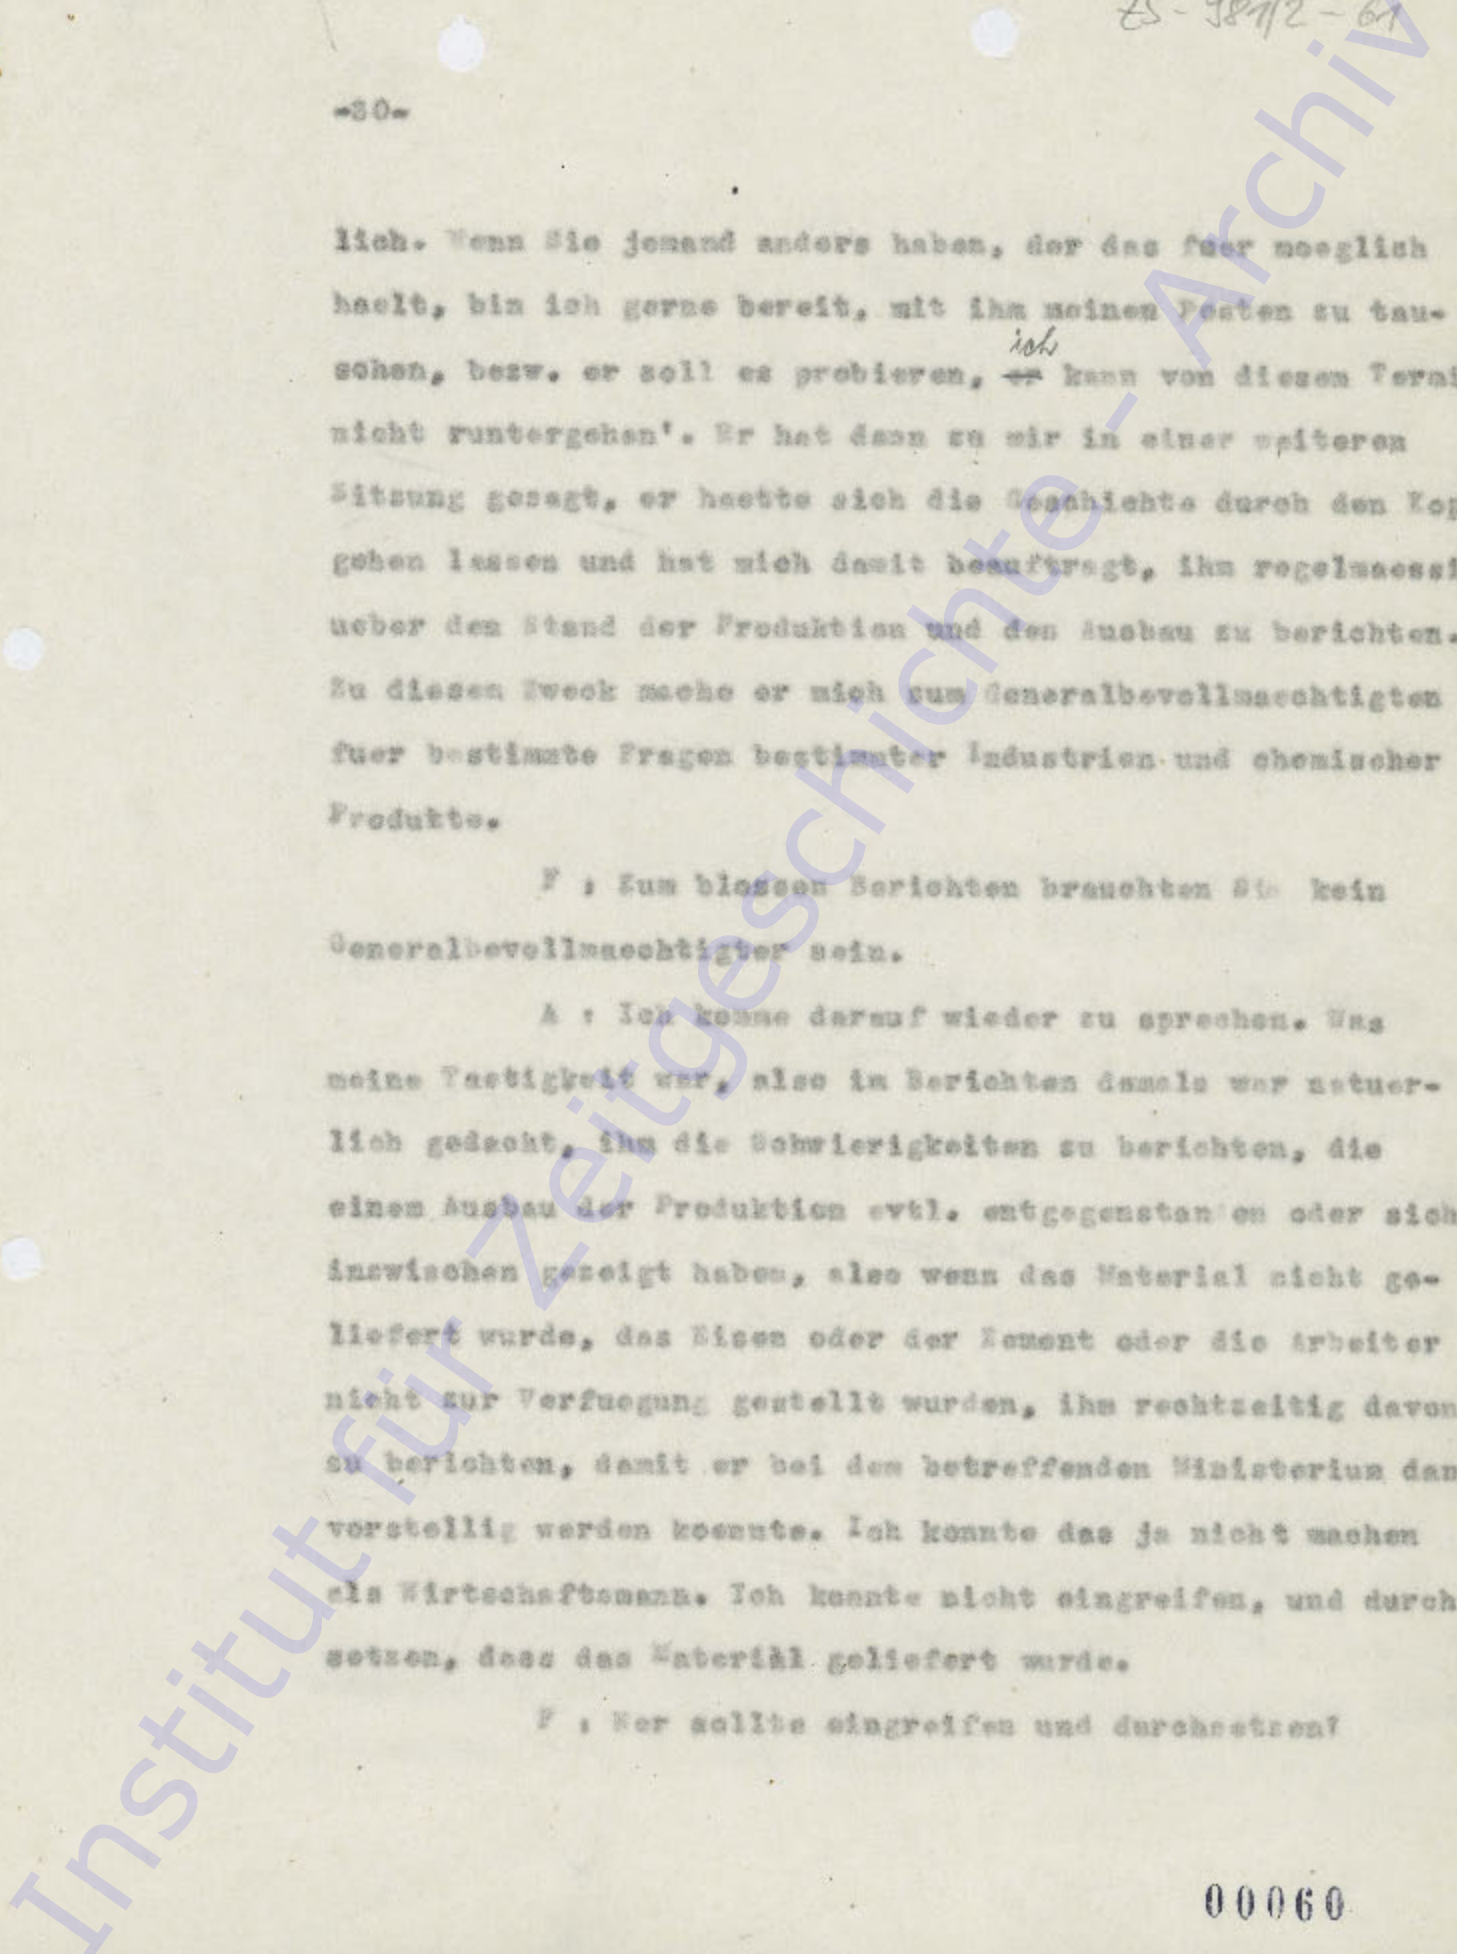 ZS-981/2-61
-30-
lich. Wenn Sie jemand anders haben, der das fuer moeglich
haelt, bin ich gerne bereit, mit ihm meinen Posten zu tau-
schen, bezw. er soll es probieren, er ich kann von diesem Termi
nicht runtergehen'. Er hat dann zu mir in einer weiteren
Sitzung gesagt, er haette sich die Geschichte durch den Kop
gehen lassen und hat mich damit beauftragt, ihm regelmaessi
ueber den Stand der Produktion und den Ausbau zu berichten.
Zu diesem Zweck mache er mich zum Generalbevollmaechtigten
fuer bestimmte Fragen bestimmter Industrien und chemischer
Produkte.
F : Zum blossen Berichten brauchten Sie kein
Generalbevollmaechtigter sein.
A : Ich komme darauf wieder zu sprechen. Was
meine Taetigkeit war, also im Berichten damals war natuer-
lich gedacht, ihm die Schwierigkeiten zu berichten, die
einem Ausbau der Produktion evtl. entgegenstanden oder sich
inzwischen gezeigt haben, also wenn das Material nicht ge-
liefert wurde, das Eisen oder der Zement oder die Arbeiter
nicht zur Verfuegung gestellt wurden, ihm rechtzeitig davon
zu berichten, damit er bei dem betreffenden Ministerium dan
vorstellig werden koennte. Ich konnte das ja nicht machen
als Wirtschaftsmann. Ich konnte nicht eingreifen, und durch
setzen, dass das Material geliefert wurde.
F : Wer sollte eingreifen und durchsetzen?
00060
Institut für Zeitgeschichte - Archiv